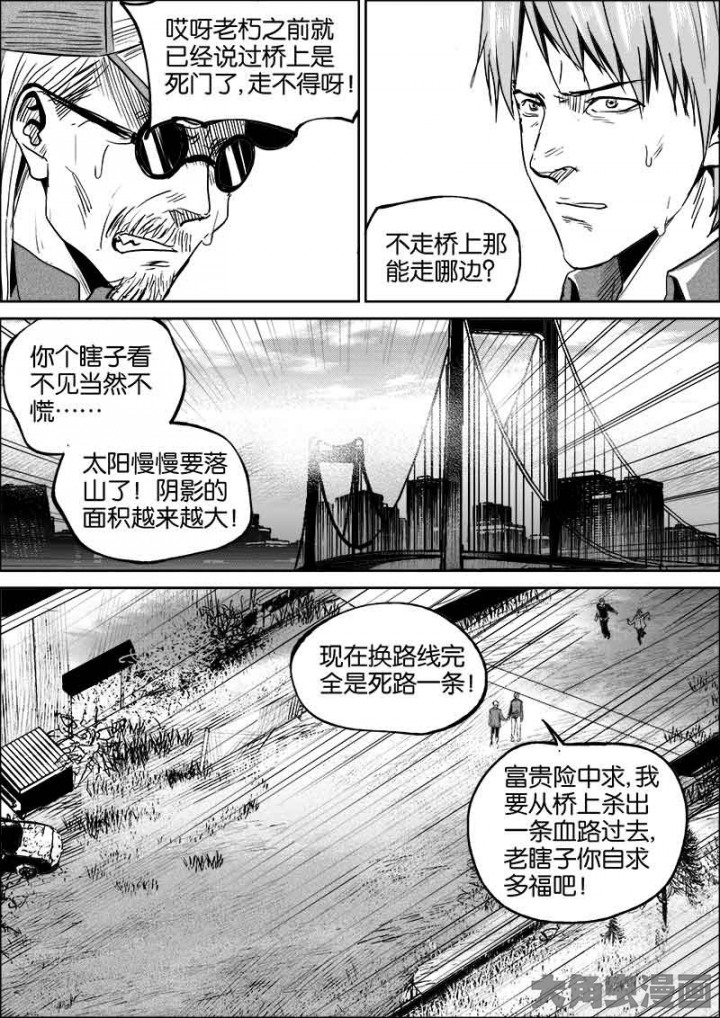 哎呀老朽之前就
已经说过桥上是
死门了,走不得呀!
不走桥上那
能走哪边?
你个瞎子看
不见当然不
慌……
太阳慢慢要落
山了!阴影的
面积越来越大!
现在换路线完
全是死路一条!
富贵险中求,我
要从桥上杀出
一条血路过去,
老瞎子你自求
多福吧!
大角虫漫画